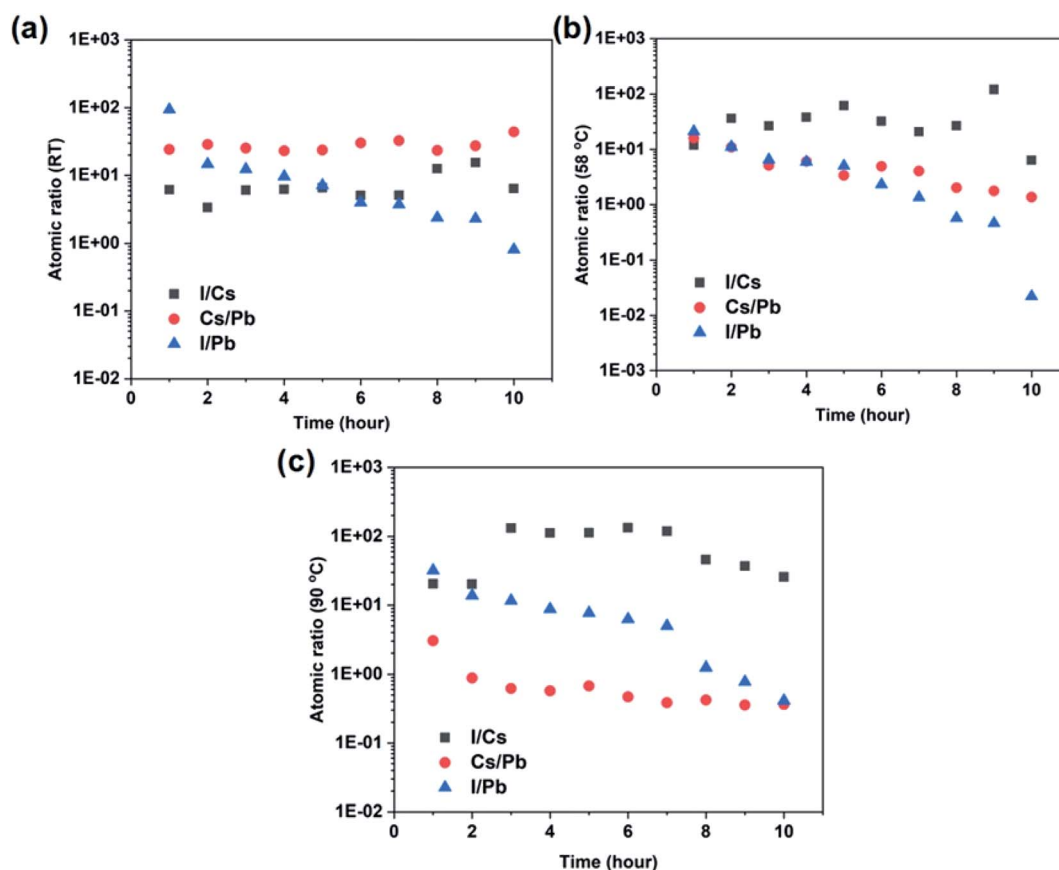 (a)
1E+03
1E+02
1E+01
1E+00
1E-01
1E-02
Atomic ratio (RT)
I/Cs
Cs/Pb
I/Pb
0 2 4 6 8 10
Time (hour)
(b)
1E+03
1E+02
1E+01
1E+00
1E-01
1E-02
1E-03
Atomic ratio (58 °C)
I/Cs
Cs/Pb
I/Pb
0 2 4 6 8 10
Time (hour)
(c)
1E+03
1E+02
1E+01
1E+00
1E-01
1E-02
Atomic ratio (90 °C)
I/Cs
Cs/Pb
I/Pb
0 2 4 6 8 10
Time (hour)